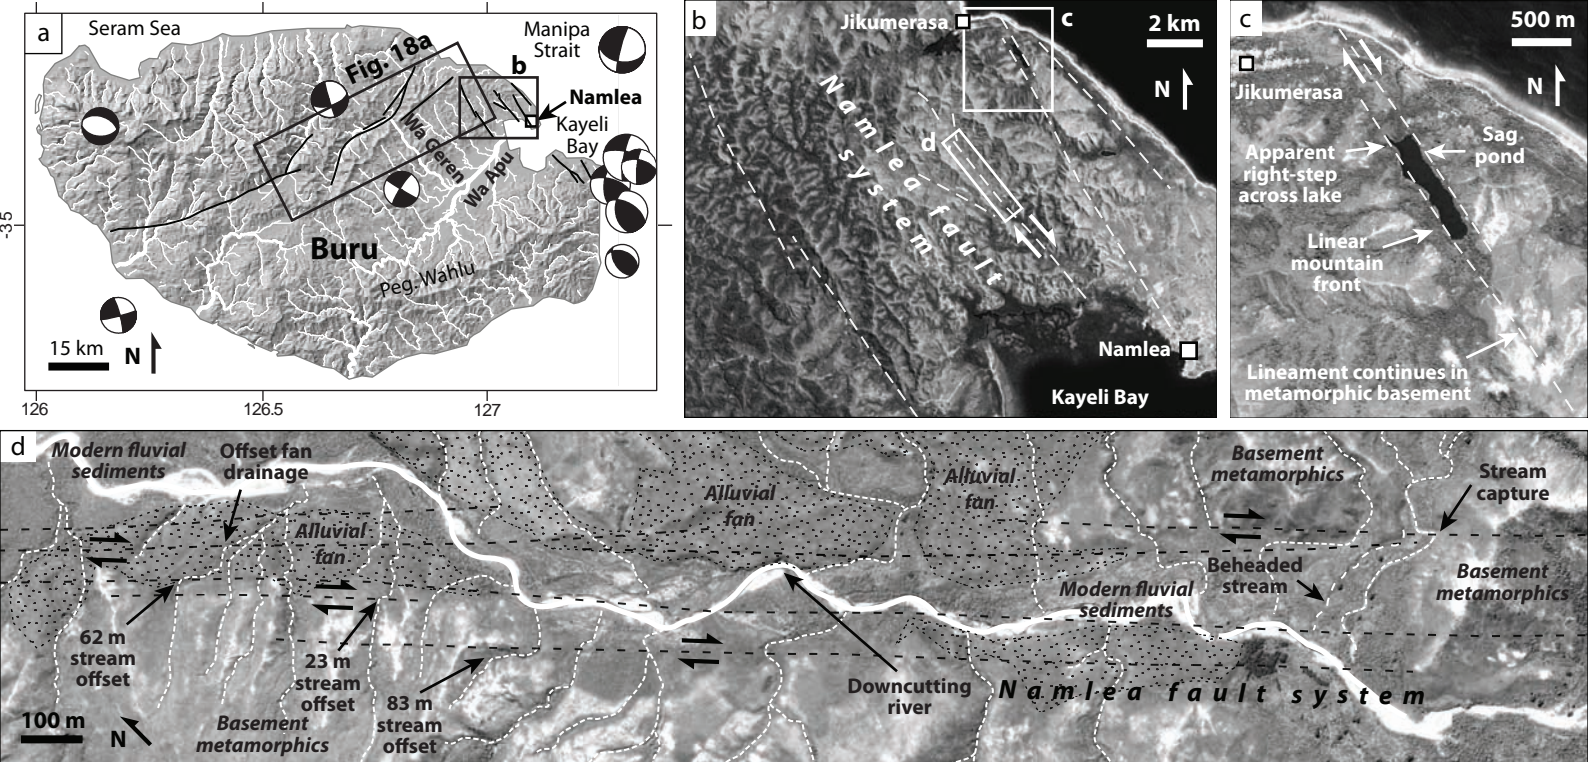 a
Seram Sea
Manipa
Strait
Fig. 18a
b
Namlea
Kayeli
Bay
Wa Geren
Wa Apu
-3.5
Buru
Peg. Wahlu
15 km
N
126
126.5
127
b
Jikumerasa
c
2 km
N
Namlea fault
system
d
Namlea
Kayeli Bay
c
500 m
N
Jikumerasa
Sag
pond
Apparent
right-step
across lake
Linear
mountain
front
Lineament continues in
metamorphic basement
d
Modern fluvial
sediments
Offset fan
drainage
Alluvial
fan
Alluvial
fan
Alluvial
fan
Basement
metamorphics
Stream
capture
Beheaded
stream
Modern fluvial
sediments
Basement
metamorphics
62 m
stream
offset
23 m
stream
offset
83 m
stream
offset
Downcutting
river
Namlea fault system
100 m
N
Basement
metamorphics